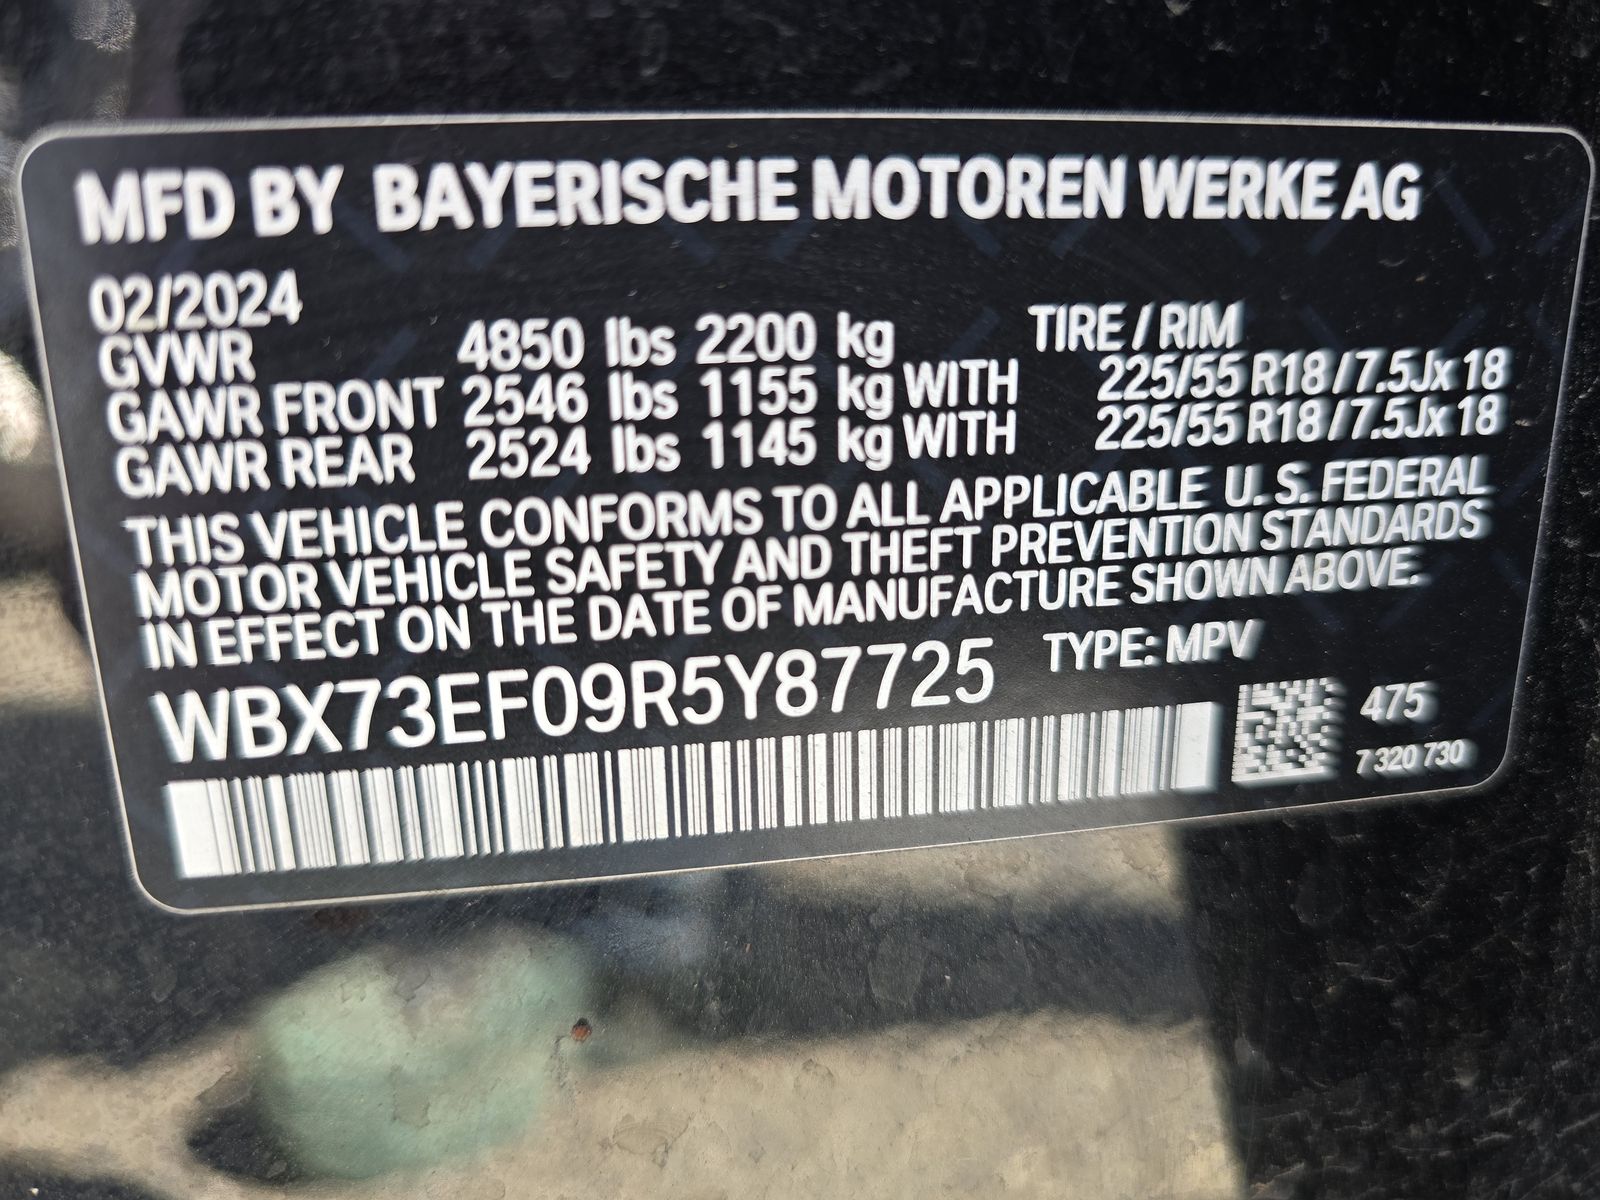 MFD BY BAYERISCHE MOTOREN WERKE AG
02/2024
GVWR 4850 lbs 2200 kg TIRE / RIM
GAWR FRONT 2546 lbs 1155 kg WITH 225/55 R18 / 7.5Jx 18
GAWR REAR 2524 lbs 1145 kg WITH 225/55 R18 / 7.5Jx 18
THIS VEHICLE CONFORMS TO ALL APPLICABLE U. S. FEDERAL
MOTOR VEHICLE SAFETY AND THEFT PREVENTION STANDARDS
IN EFFECT ON THE DATE OF MANUFACTURE SHOWN ABOVE.
WBX73EF09R5Y87725 TYPE: MPV
475
7 320 730